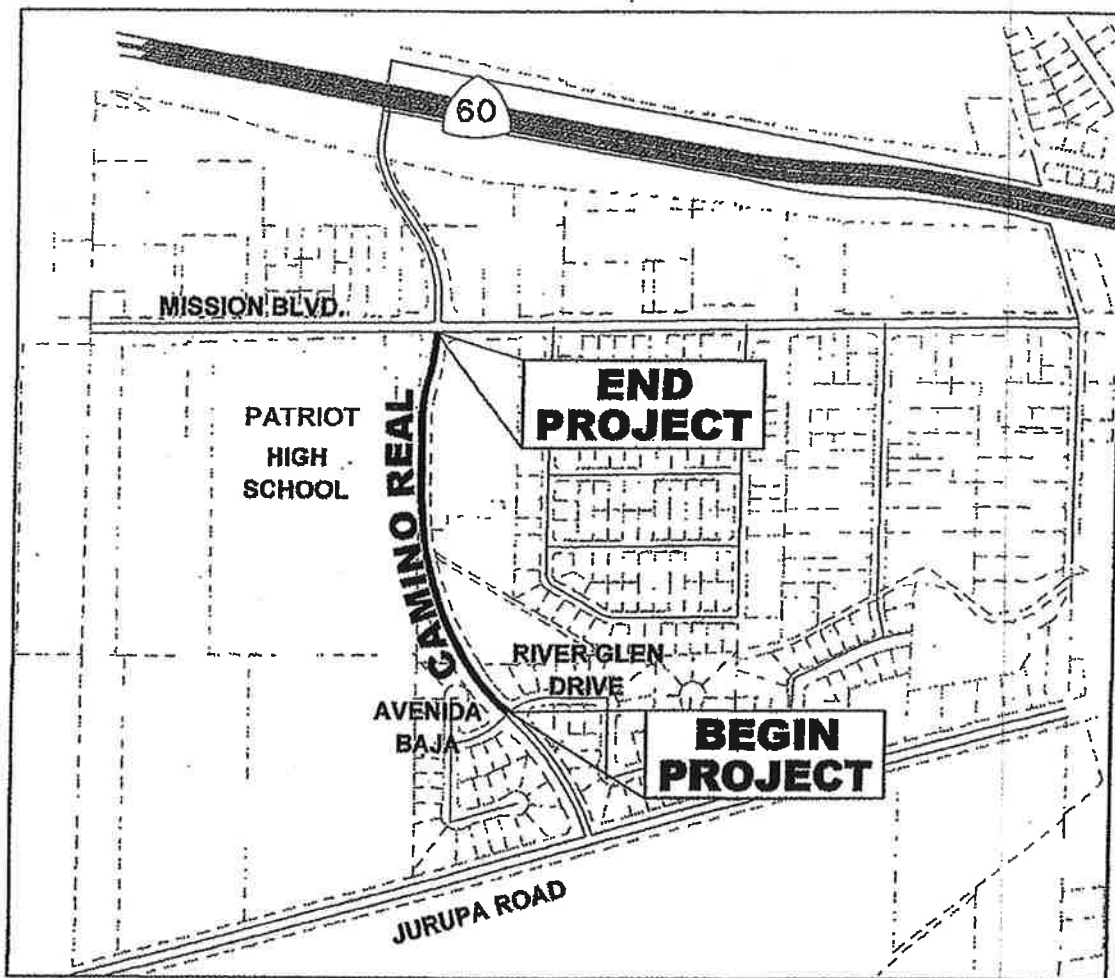 60
MISSION BLVD.
END
PROJECT
PATRIOT
HIGH
SCHOOL
CAMINO REAL
RIVER GLEN
DRIVE
AVENIDA
BAJA
BEGIN
PROJECT
JURUPA ROAD